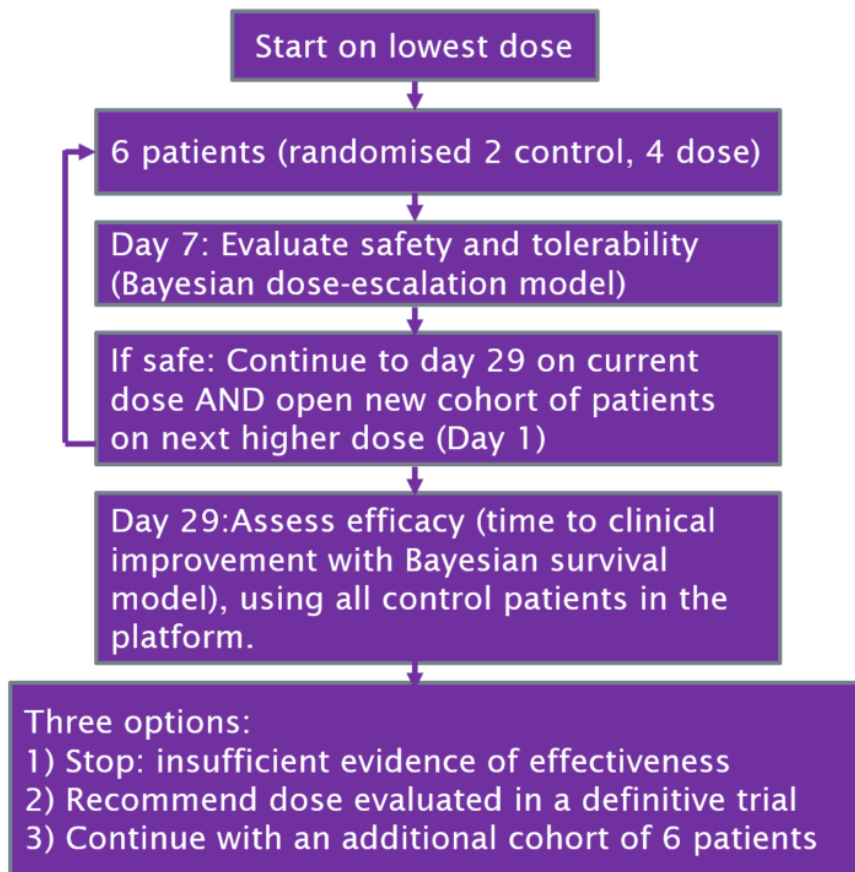 Start on lowest dose
6 patients (randomised 2 control, 4 dose)
Day 7: Evaluate safety and tolerability
(Bayesian dose-escalation model)
If safe: Continue to day 29 on current
dose AND open new cohort of patients
on next higher dose (Day 1)
Day 29:Assess efficacy (time to clinical
improvement with Bayesian survival
model), using all control patients in the
platform.
Three options:
1) Stop: insufficient evidence of effectiveness
2) Recommend dose evaluated in a definitive trial
3) Continue with an additional cohort of 6 patients